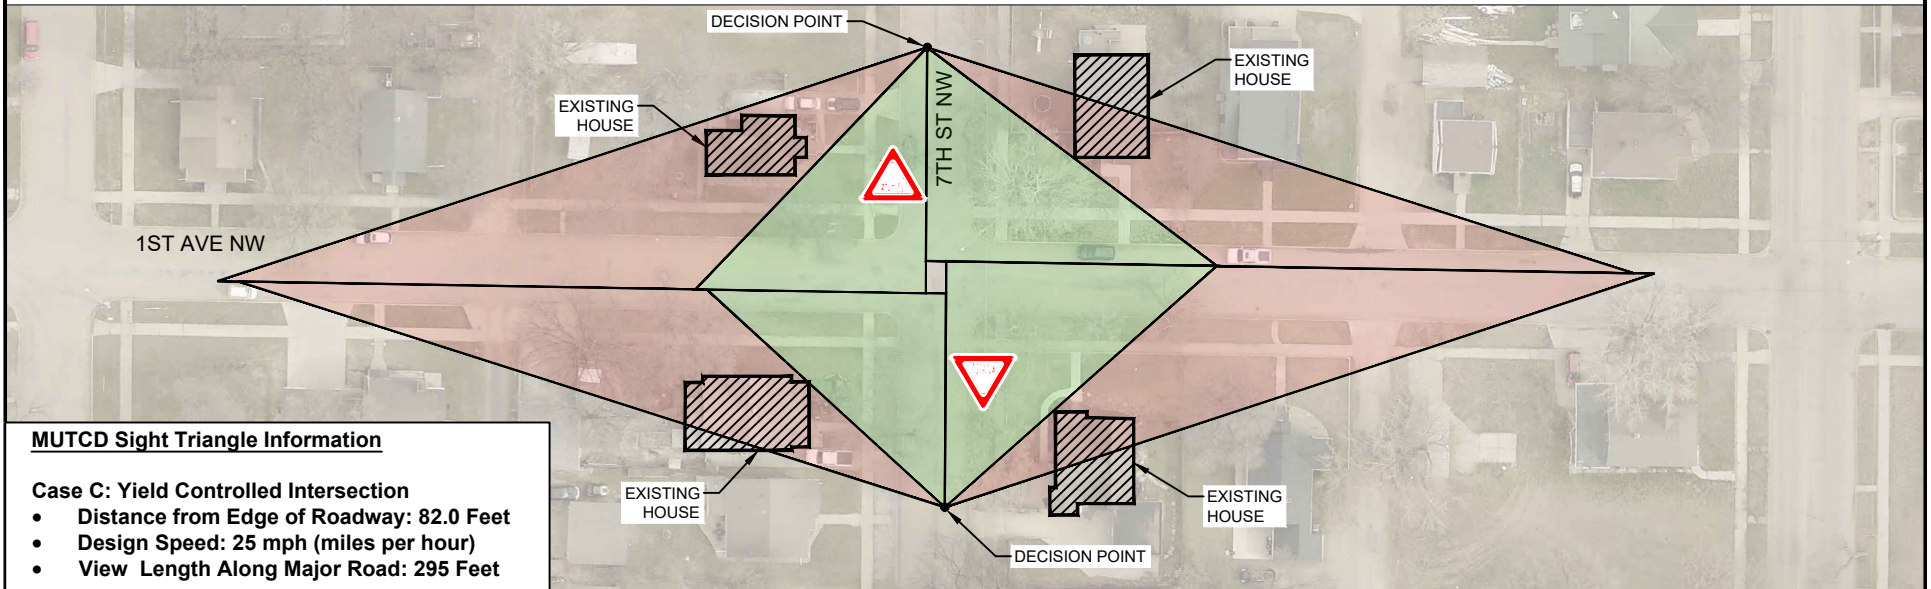 DECISION POINT
EXISTING
HOUSE
EXISTING
HOUSE
7TH ST NW
1ST AVE NW
MUTCD Sight Triangle Information
Case C: Yield Controlled Intersection
• Distance from Edge of Roadway: 82.0 Feet
• Design Speed: 25 mph (miles per hour)
• View Length Along Major Road: 295 Feet
EXISTING
HOUSE
EXISTING
HOUSE
DECISION POINT